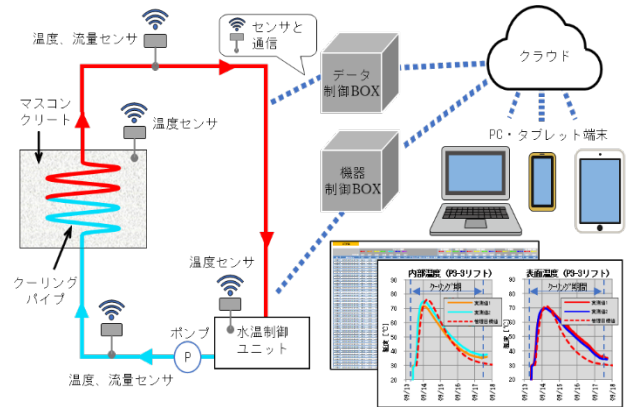 温度、流量センサ
センサと
通信
データ
制御BOX
クラウド
マスコン
クリート
温度センサ
PC・タブレット端末
機器
制御BOX
クーリング
パイプ
温度センサ
ポンプ
P
水温制御
ユニット
温度、流量センサ
内部温度（P3-3リフト）
表面温度（P3-3リフト）
ｸｰﾘﾝｸﾞ期
ｸｰﾘﾝｸﾞ期間
実測値1
実測値2
管理目標値
実測値1
実測値2
管理目標値
温度［℃］
温度［℃］
90
80
70
60
50
40
30
20
90
80
70
60
50
40
30
20
09/13
09/14
09/15
09/16
09/17
09/18
09/13
09/14
09/15
09/16
09/17
09/18